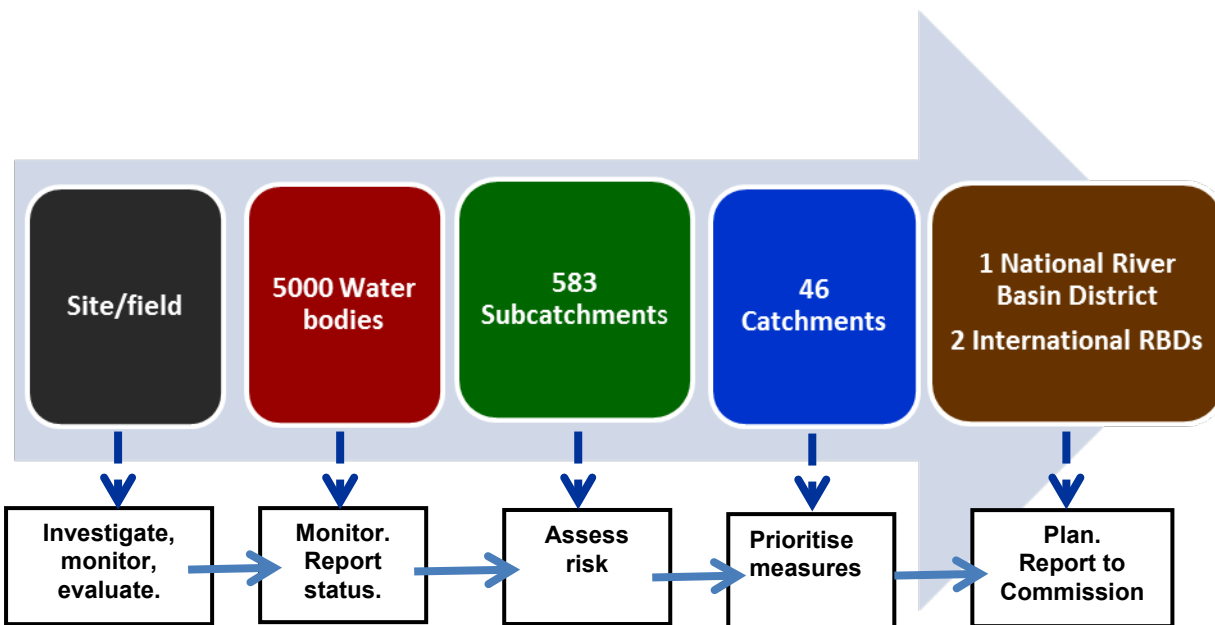 Site/field
5000 Water
bodies
583
Subcatchments
46
Catchments
1 National River
Basin District
2 International RBDs
Investigate,
monitor,
evaluate.
Monitor.
Report
status.
Assess
risk
Prioritise
measures
Plan.
Report to
Commission